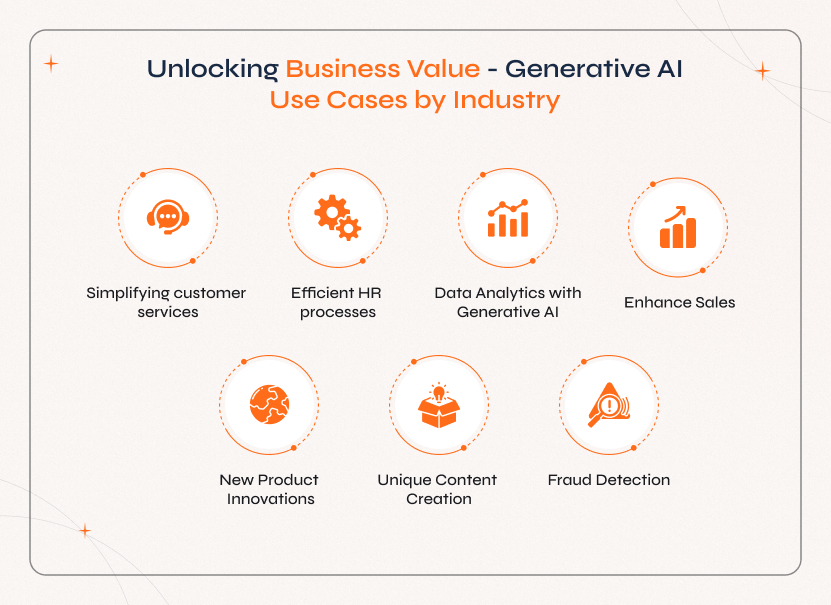 Unlocking Business Value - Generative AI
Use Cases by Industry
Simplifying customer
services
Efficient HR
processes
Data Analytics with
Generative AI
Enhance Sales
New Product
Innovations
Unique Content
Creation
Fraud Detection